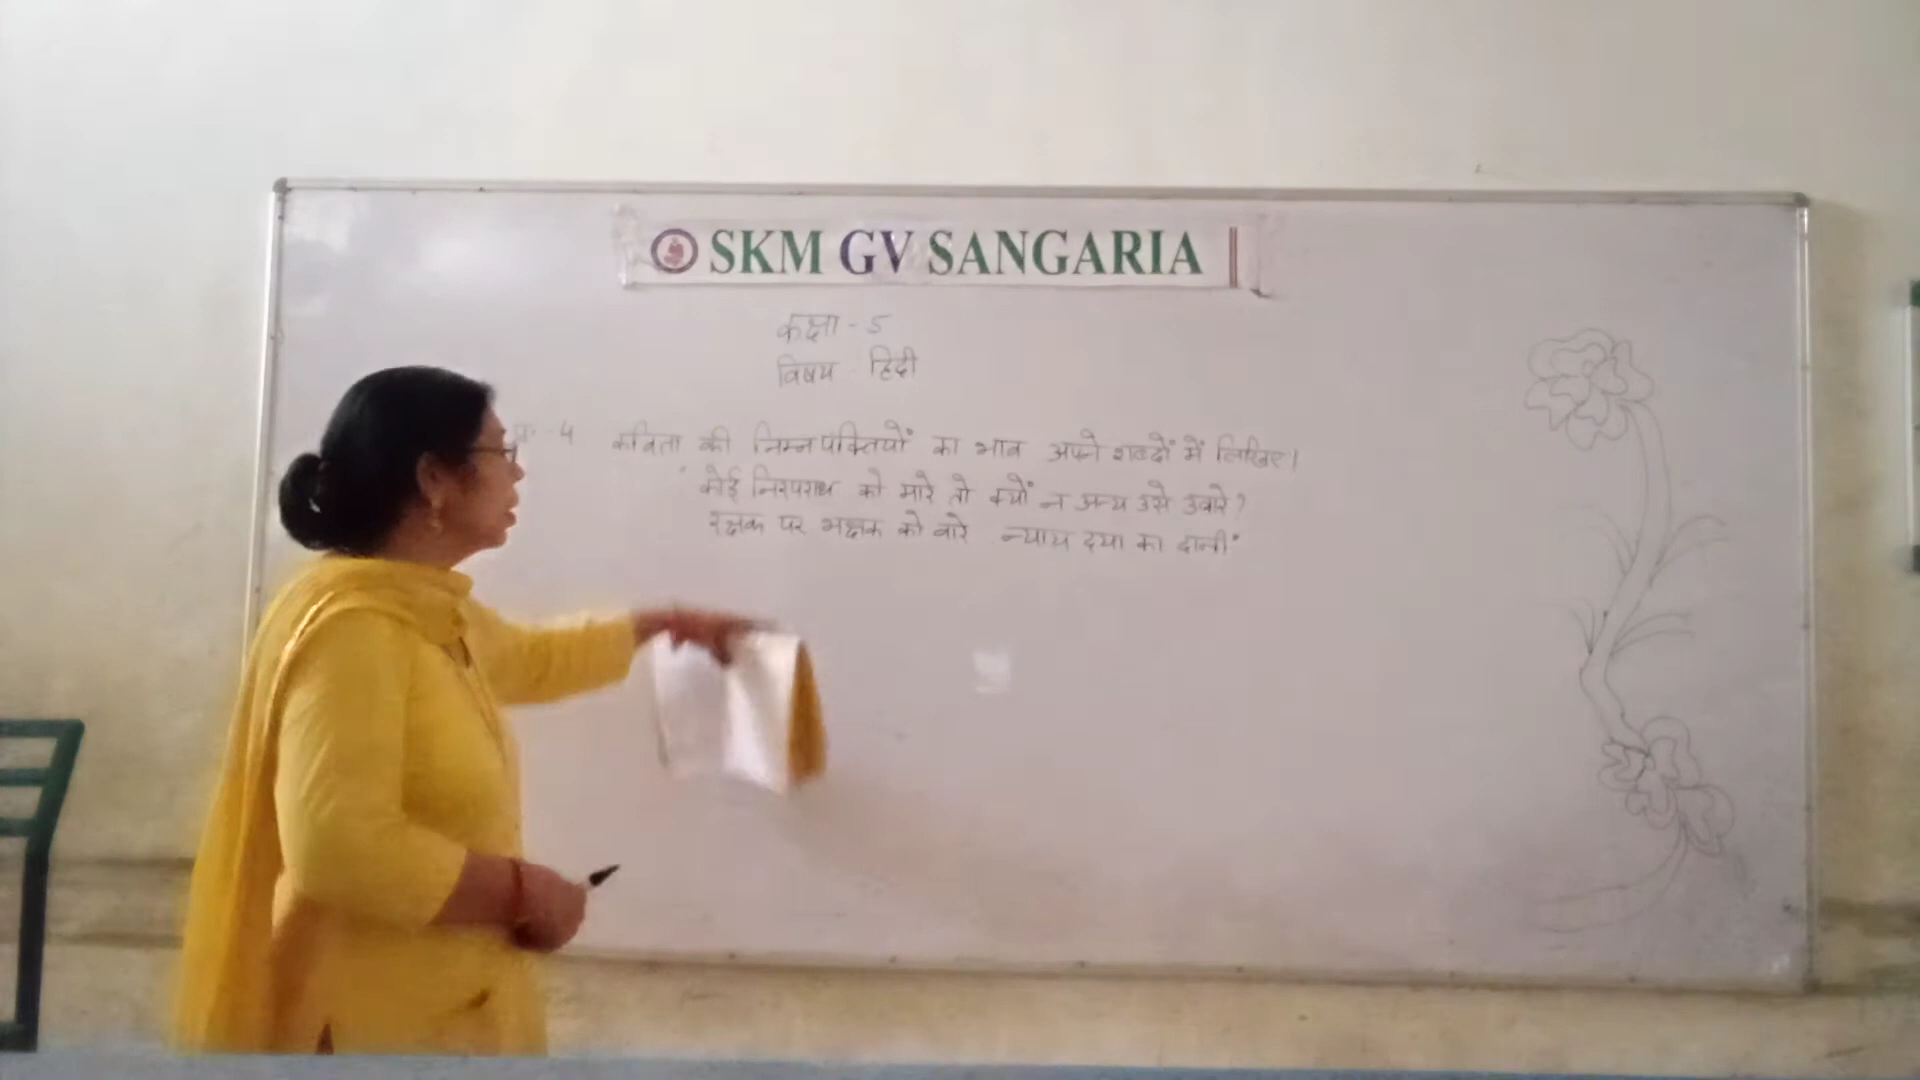 SKM GV SANGARIA
कक्षा - 5
विषय - हिंदी
प्र - 4 कविता की निम्न पंक्तियों का भाव अपने शब्दों में लिखिए।
"कोई निरपराध को मारे तो क्यों न अन्य उसे उबारे?
रक्षक पर भक्षक को वारे न्याय दया का दानी"